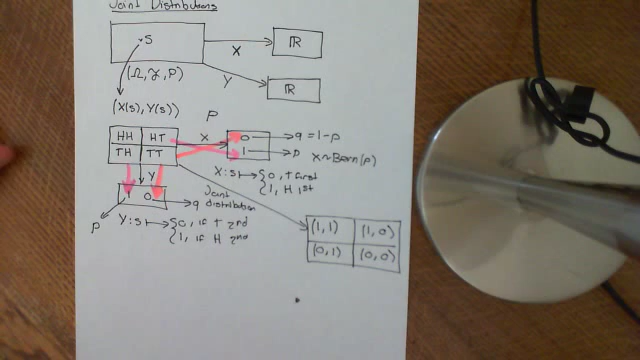 Joint Distributions
S
X
ℝ
Y
ℝ
(Ω, 𝓕, P)
(X(s), Y(s))
P
HH HT
TH TT
X
0 → q = 1-p
1 → p X~Bern(p)
X: s ↦ { 0, T first
{ 1, H 1st
Y
1 0
p
q
Joint
distribution
Y: s ↦ { 0, if T 2nd
{ 1, if H 2nd
(1,1) (1,0)
(0,1) (0,0)